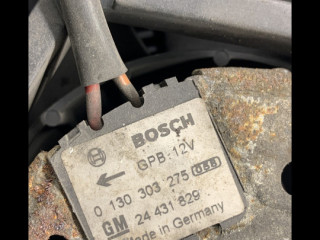 BOSCH
GPB 12V
0 130 303 275
GM 24 431 829
Made in Germany